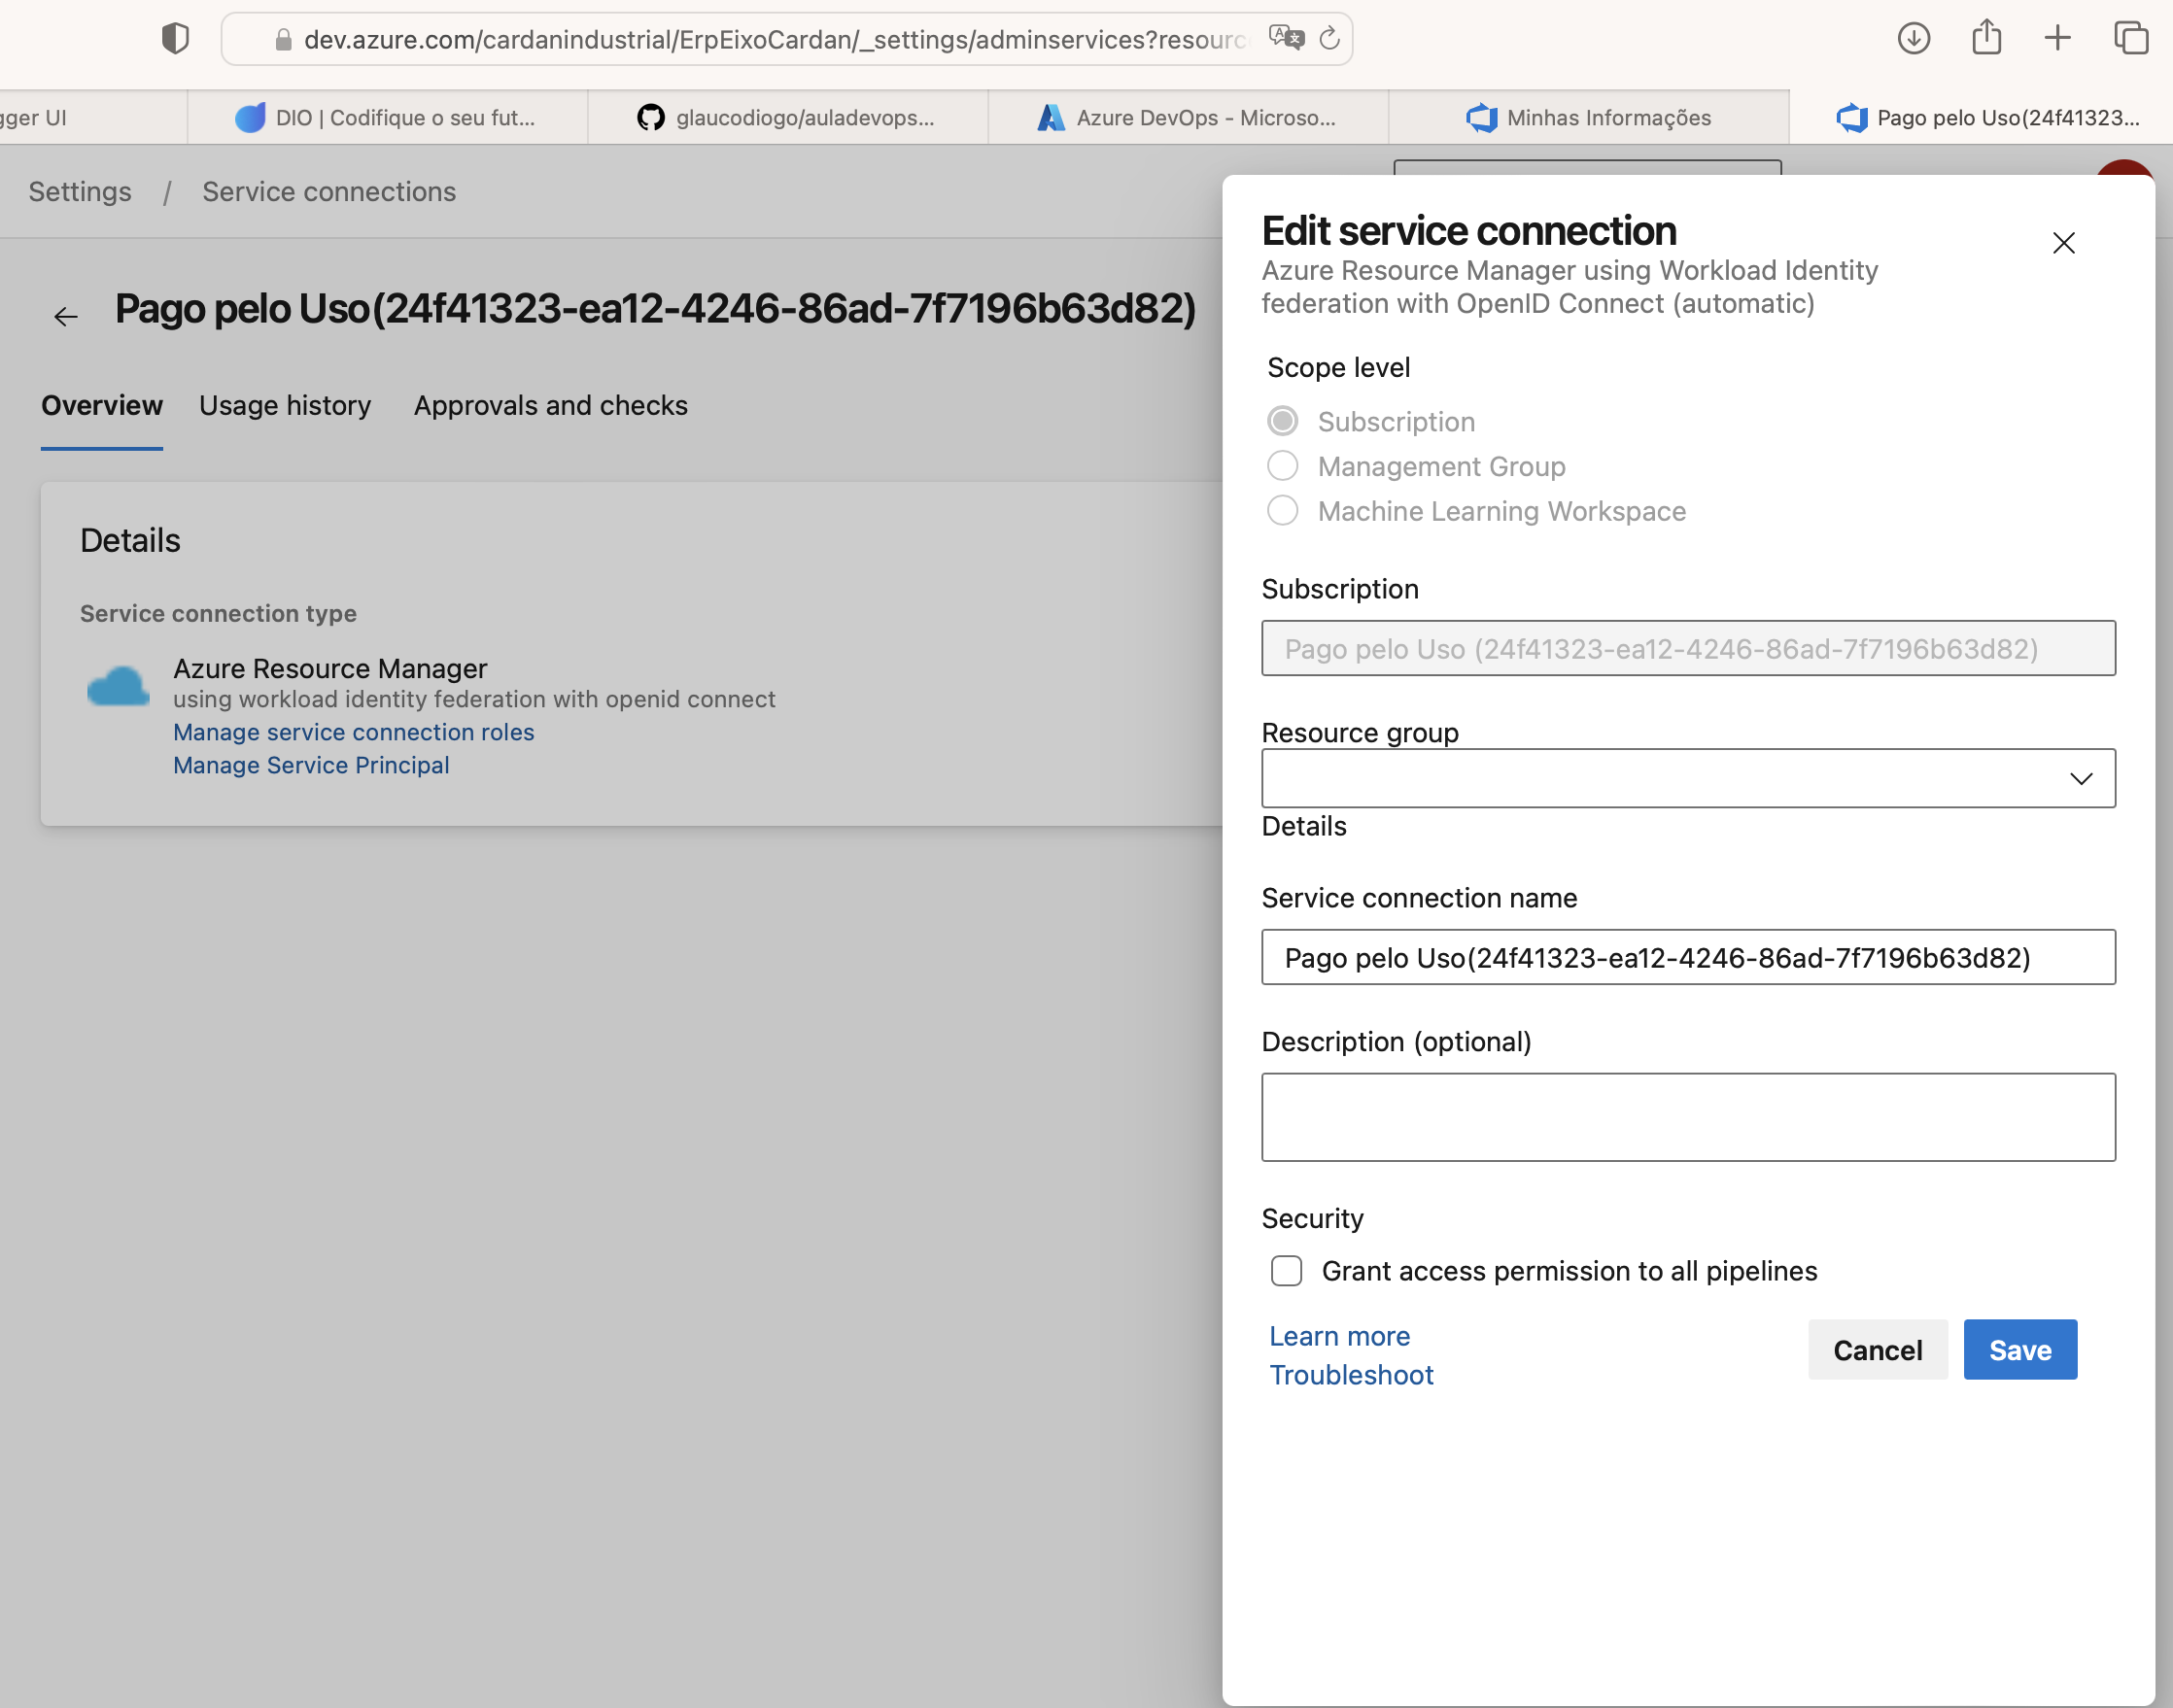 dev.azure.com/cardanindustrial/ErpEixoCardan/_settings/adminservices?resourc
gger UI
DIO | Codifique o seu fut...
glaucodiogo/auladevops...
Azure DevOps - Microso...
Minhas Informações
Pago pelo Uso(24f41323...
Settings / Service connections
Pago pelo Uso(24f41323-ea12-4246-86ad-7f7196b63d82)
Overview
Usage history
Approvals and checks
Details
Service connection type
Azure Resource Manager
using workload identity federation with openid connect
Manage service connection roles
Manage Service Principal
Edit service connection
Azure Resource Manager using Workload Identity
federation with OpenID Connect (automatic)
Scope level
Subscription
Management Group
Machine Learning Workspace
Subscription
Pago pelo Uso (24f41323-ea12-4246-86ad-7f7196b63d82)
Resource group
Details
Service connection name
Pago pelo Uso(24f41323-ea12-4246-86ad-7f7196b63d82)
Description (optional)
Security
Grant access permission to all pipelines
Learn more
Troubleshoot
Cancel
Save